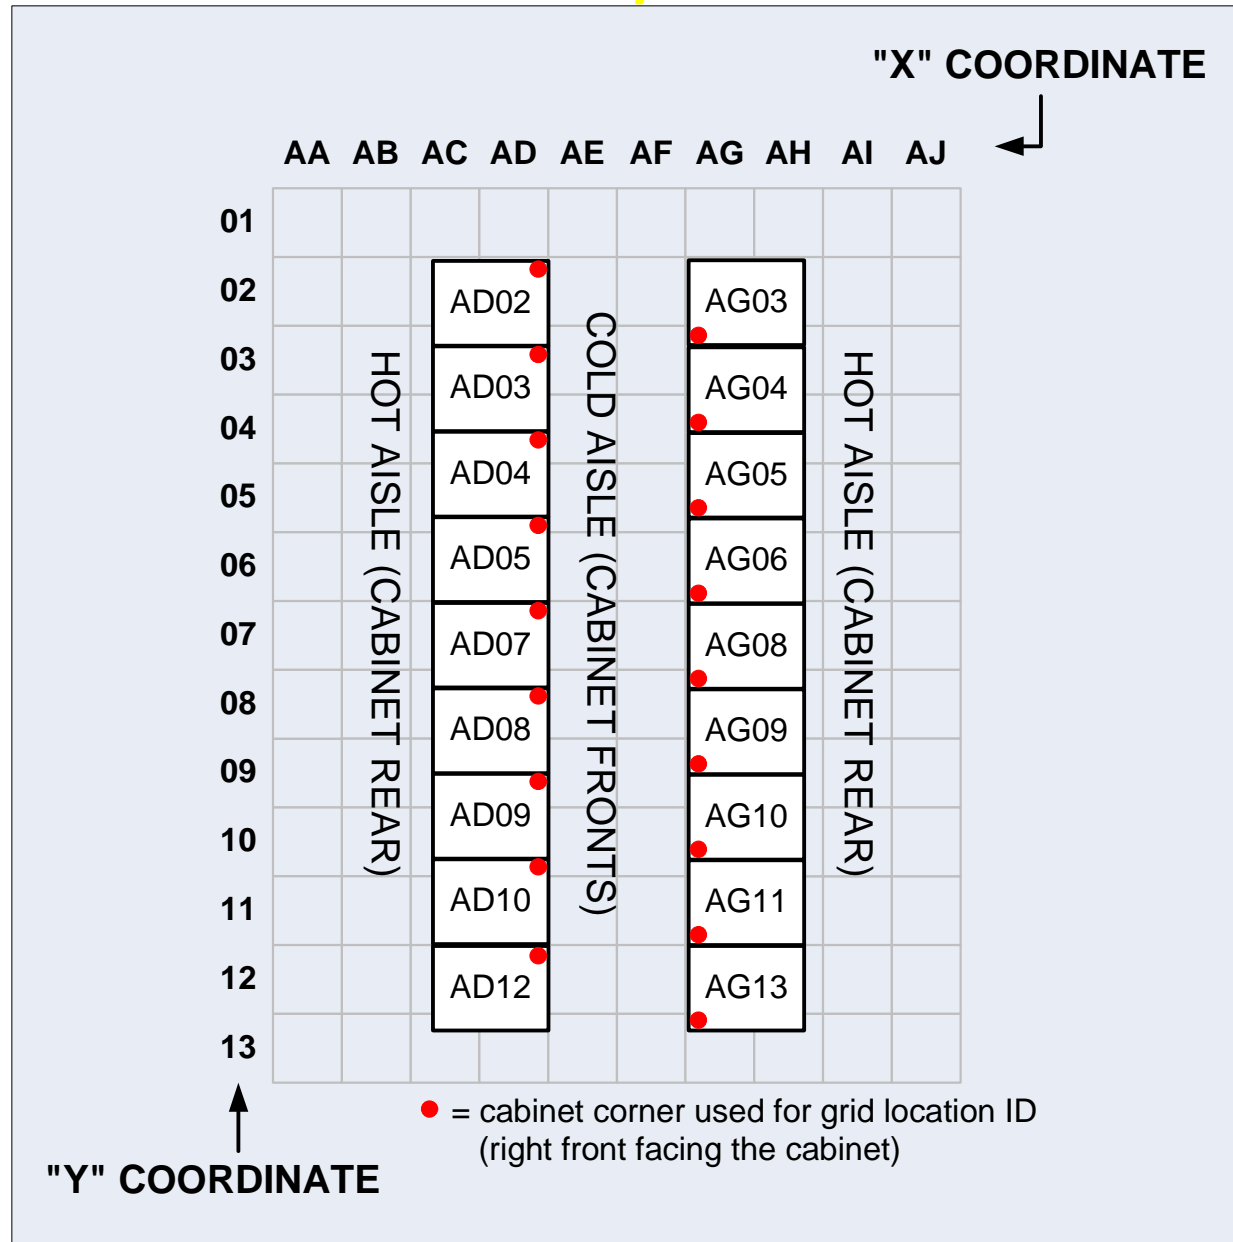 "X" COORDINATE
AA AB AC AD AE AF AG AH AI AJ
01
02
03
04
05
06
07
08
09
10
11
12
13
HOT AISLE (CABINET REAR)
AD02
AD03
AD04
AD05
AD07
AD08
AD09
AD10
AD12
COLD AISLE (CABINET FRONTS)
AG03
AG04
AG05
AG06
AG08
AG09
AG10
AG11
AG13
HOT AISLE (CABINET REAR)
= cabinet corner used for grid location ID
(right front facing the cabinet)
"Y" COORDINATE